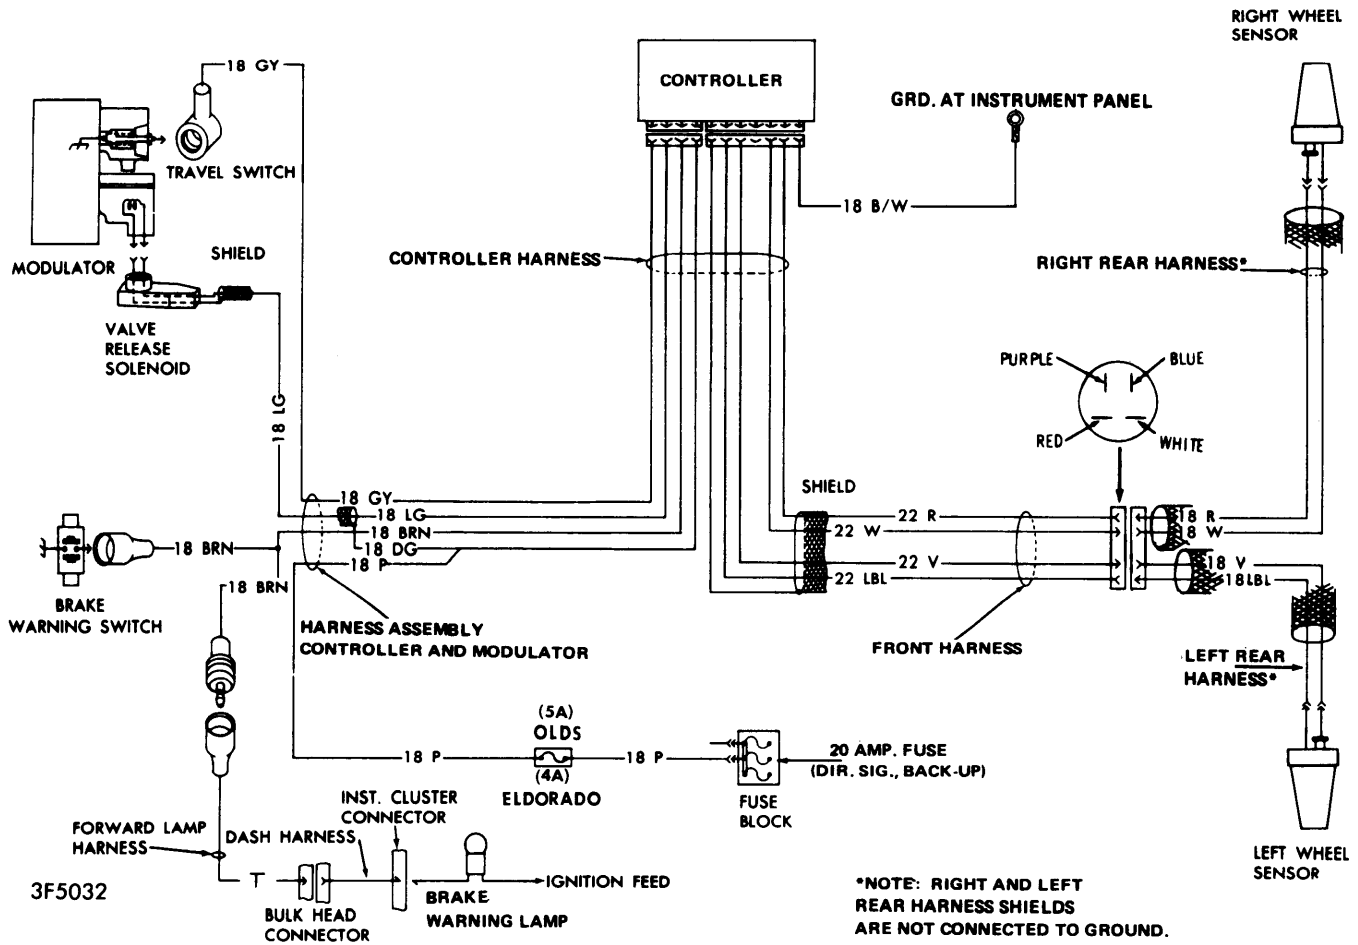 RIGHT WHEEL
SENSOR
18 GY
CONTROLLER
GRD. AT INSTRUMENT PANEL
TRAVEL SWITCH
18 B/W
MODULATOR
SHIELD
CONTROLLER HARNESS
RIGHT REAR HARNESS*
VALVE
RELEASE
SOLENOID
PURPLE
BLUE
RED
WHITE
18 LG
SHIELD
18 GY
18 LG
18 BRN
18 DG
18 P
22 R
22 W
22 V
22 LBL
18 R
18 W
18 V
18LBL
18 BRN
18 BRN
BRAKE
WARNING SWITCH
HARNESS ASSEMBLY
CONTROLLER AND MODULATOR
FRONT HARNESS
LEFT REAR
HARNESS*
(5A)
OLDS
18 P
18 P
(4A)
ELDORADO
20 AMP. FUSE
(DIR. SIG., BACK-UP)
FUSE
BLOCK
INST. CLUSTER
CONNECTOR
FORWARD LAMP
HARNESS
DASH HARNESS
LEFT WHEEL
SENSOR
T
IGNITION FEED
3F5032
BRAKE
WARNING LAMP
BULK HEAD
CONNECTOR
*NOTE: RIGHT AND LEFT
REAR HARNESS SHIELDS
ARE NOT CONNECTED TO GROUND.